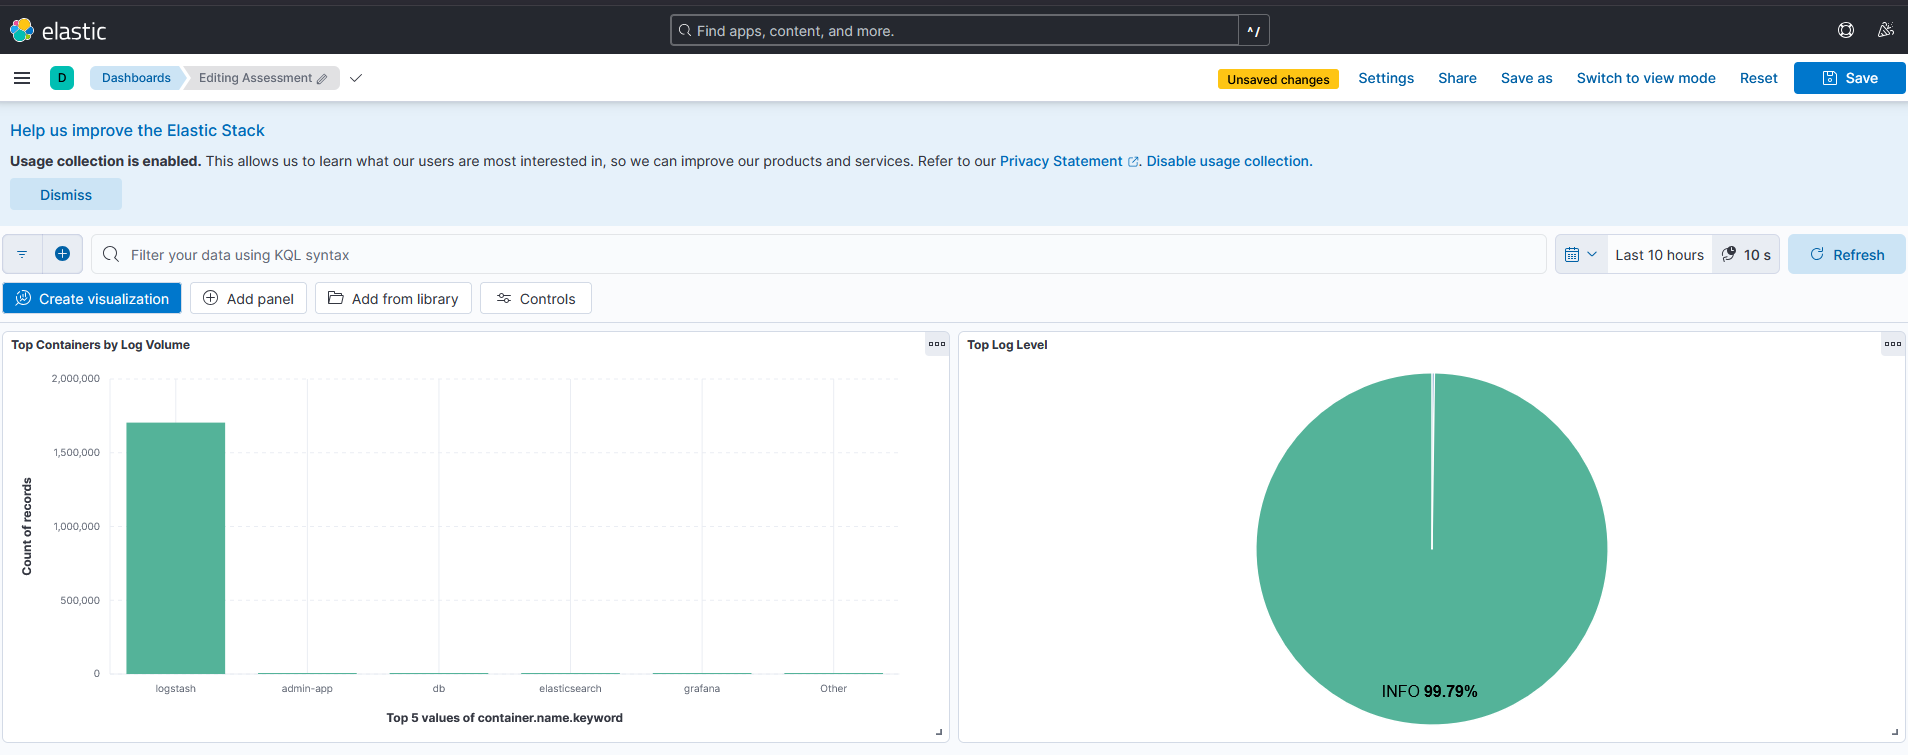 elastic
Find apps, content, and more.
^/
D
Dashboards
Editing Assessment
Unsaved changes
Settings
Share
Save as
Switch to view mode
Reset
Save
Help us improve the Elastic Stack
Usage collection is enabled. This allows us to learn what our users are most interested in, so we can improve our products and services. Refer to our Privacy Statement. Disable usage collection.
Dismiss
Filter your data using KQL syntax
Last 10 hours
10 s
Refresh
Create visualization
Add panel
Add from library
Controls
Top Containers by Log Volume
2,000,000
1,500,000
1,000,000
500,000
0
Count of records
logstash
admin-app
db
elasticsearch
grafana
Other
Top 5 values of container.name.keyword
Top Log Level
INFO 99.79%